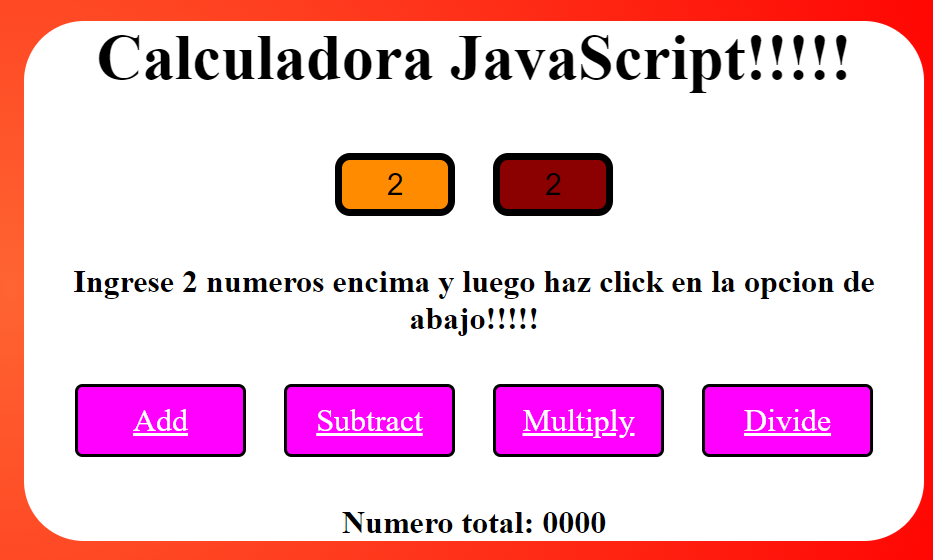 Calculadora JavaScript!!!!!
2 2
Ingrese 2 numeros encima y luego haz click en la opcion de
abajo!!!!!
Add Subtract Multiply Divide
Numero total: 0000